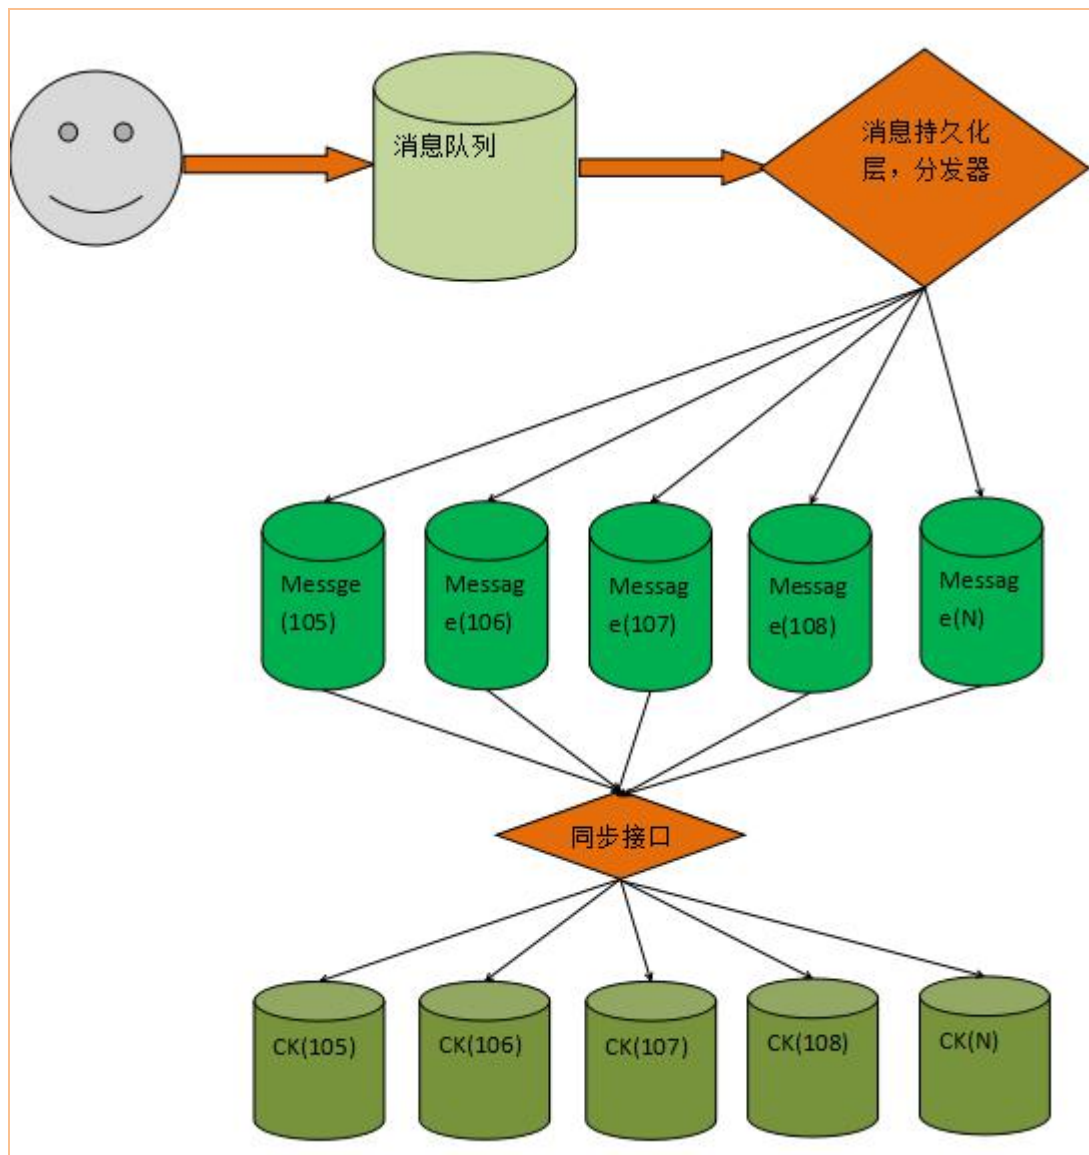 消息队列
消息持久化
层，分发器
Messge
(105)
Messag
e(106)
Messag
e(107)
Messag
e(108)
Messag
e(N)
同步接口
CK(105)
CK(106)
CK(107)
CK(108)
CK(N)